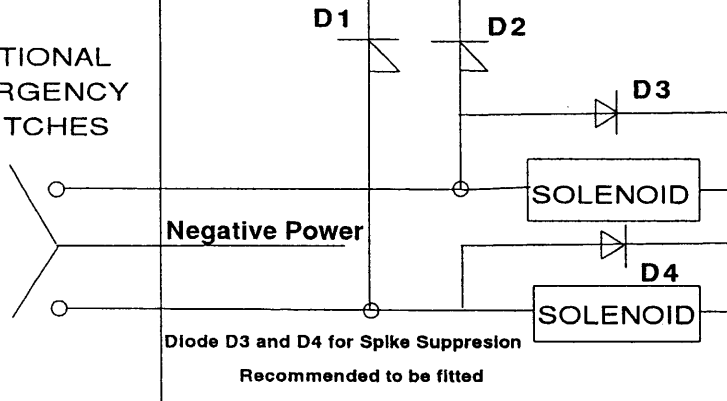 D1
D2
TIONAL
RGENCY
TCHES
D3
SOLENOID
Negative Power
D4
SOLENOID
Diode D3 and D4 for Spike Suppresion
Recommended to be fitted